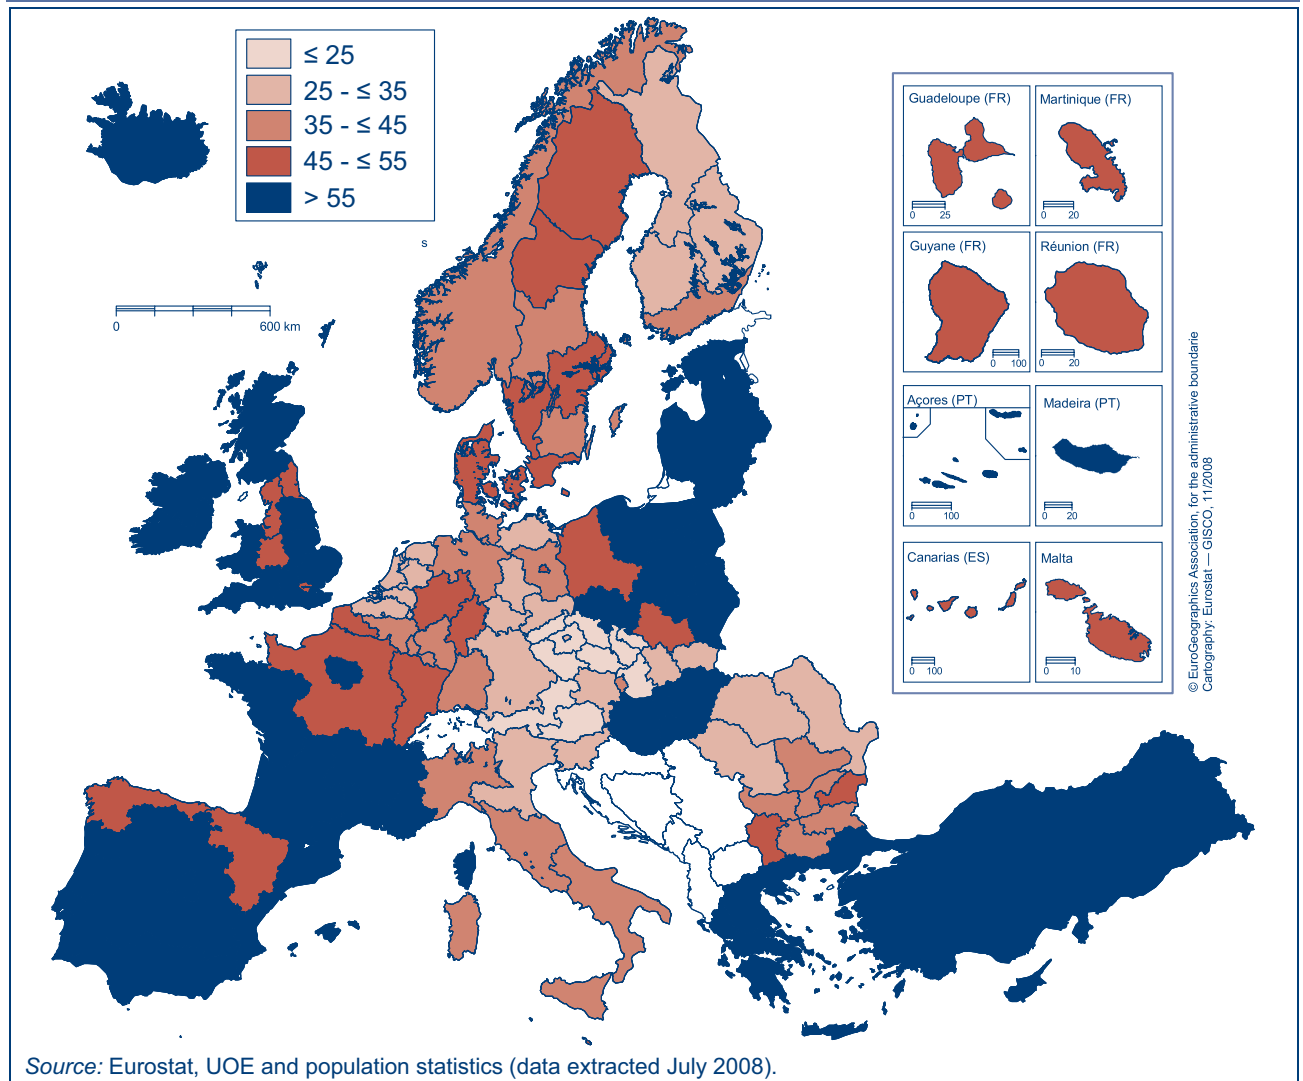 ≤ 25
25 - ≤ 35
35 - ≤ 45
45 - ≤ 55
> 55
s
0 600 km
Guadeloupe (FR)
0 25
Martinique (FR)
0 20
Guyane (FR)
0 100
Réunion (FR)
0 20
Açores (PT)
0 100
Madeira (PT)
0 20
Canarias (ES)
0 100
Malta
0 10
© EuroGeographics Association, for the administrative boundarie
Cartography: Eurostat — GISCO, 11/2008
Source: Eurostat, UOE and population statistics (data extracted July 2008).